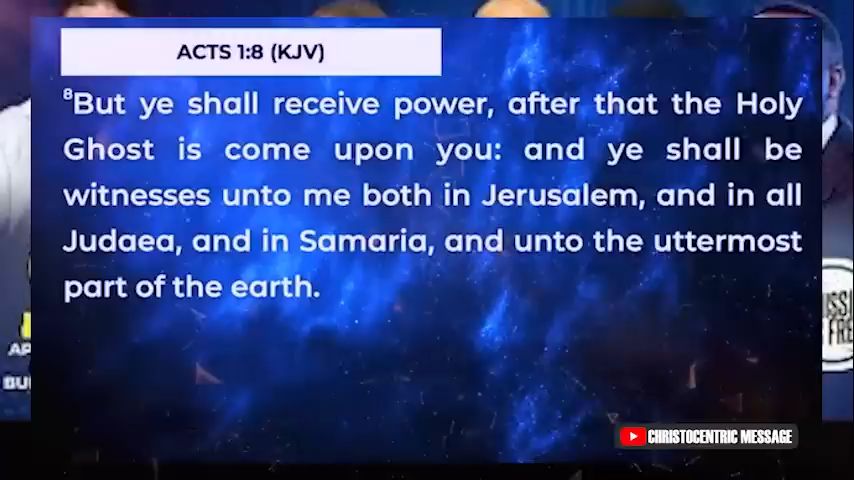 ACTS 1:8 (KJV)
8But ye shall receive power, after that the Holy
Ghost is come upon you: and ye shall be
witnesses unto me both in Jerusalem, and in all
Judaea, and in Samaria, and unto the uttermost
part of the earth.
CHRISTOCENTRIC MESSAGE